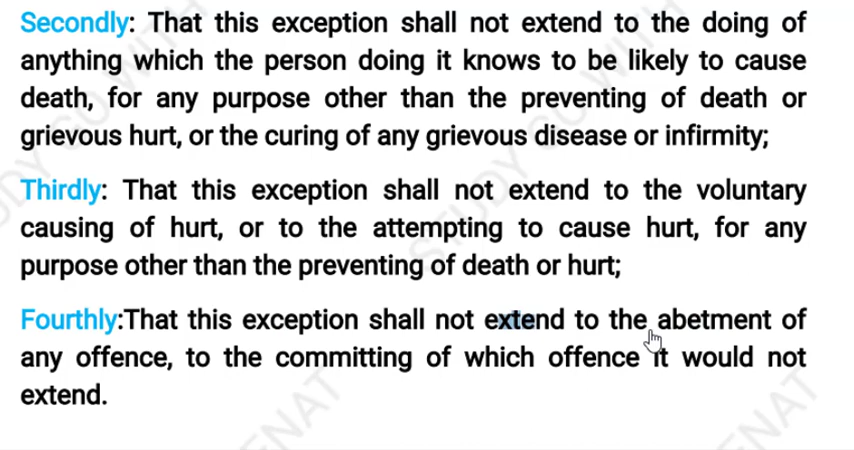 Secondly: That this exception shall not extend to the doing of
anything which the person doing it knows to be likely to cause
death, for any purpose other than the preventing of death or
grievous hurt, or the curing of any grievous disease or infirmity;
Thirdly: That this exception shall not extend to the voluntary
causing of hurt, or to the attempting to cause hurt, for any
purpose other than the preventing of death or hurt;
Fourthly:That this exception shall not extend to the abetment of
any offence, to the committing of which offence it would not
extend.